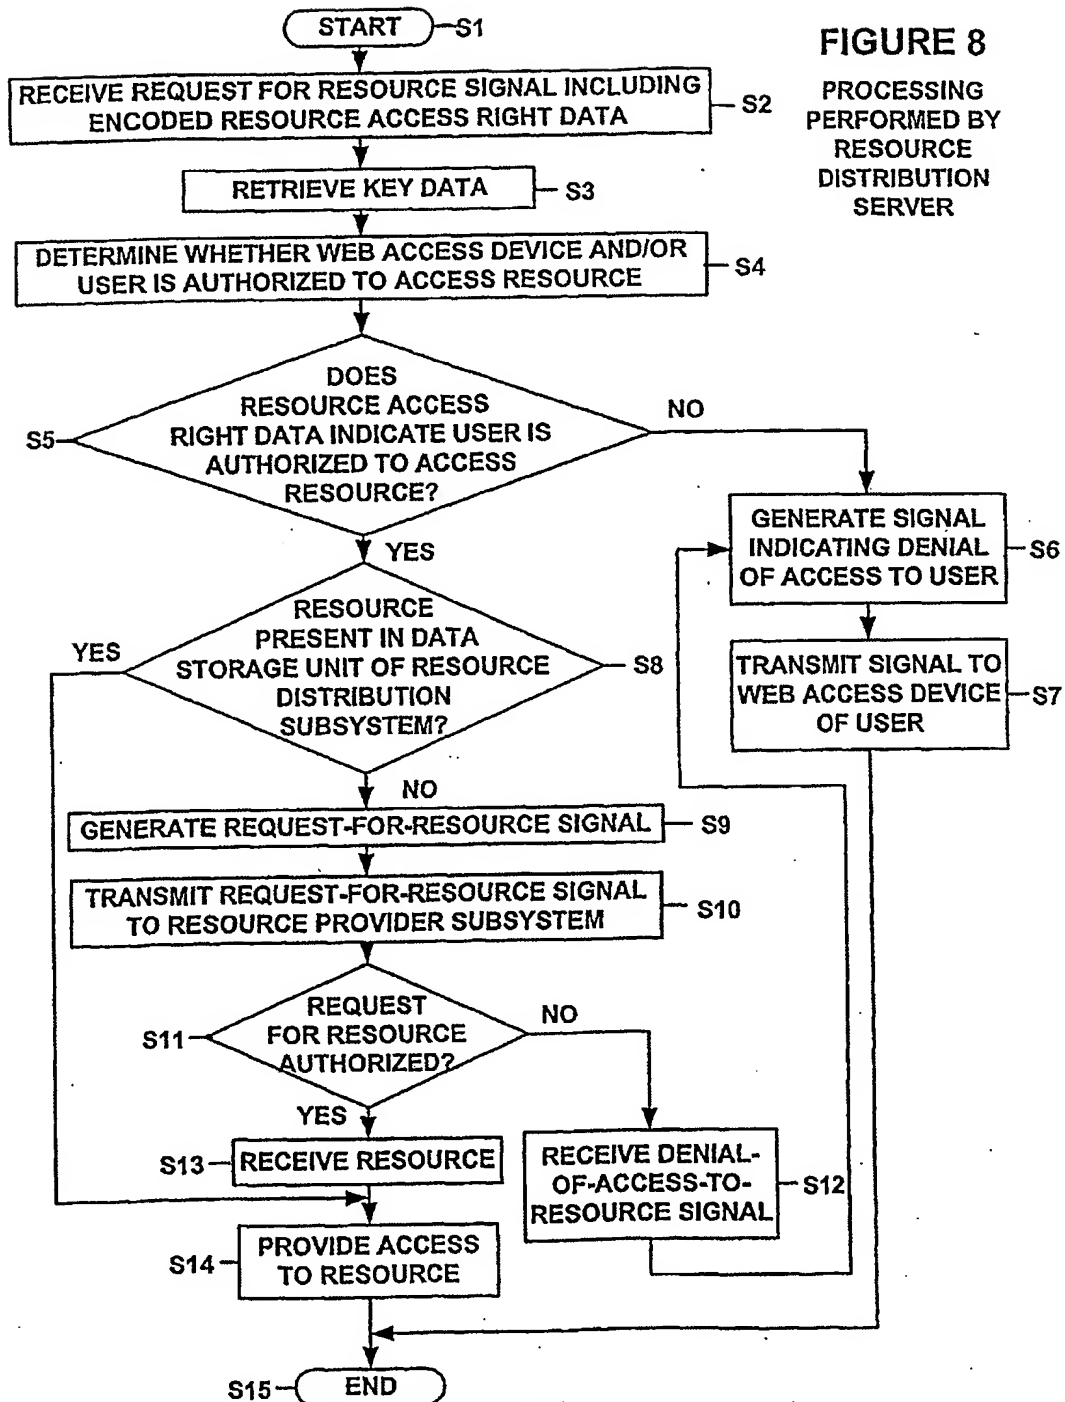 START
S1
FIGURE 8
PROCESSING
PERFORMED BY
RESOURCE
DISTRIBUTION
SERVER
RECEIVE REQUEST FOR RESOURCE SIGNAL INCLUDING
ENCODED RESOURCE ACCESS RIGHT DATA
S2
RETRIEVE KEY DATA
S3
DETERMINE WHETHER WEB ACCESS DEVICE AND/OR
USER IS AUTHORIZED TO ACCESS RESOURCE
S4
DOES
RESOURCE ACCESS
RIGHT DATA INDICATE USER IS
AUTHORIZED TO ACCESS
RESOURCE?
S5
NO
YES
GENERATE SIGNAL
INDICATING DENIAL
OF ACCESS TO USER
S6
TRANSMIT SIGNAL TO
WEB ACCESS DEVICE
OF USER
S7
RESOURCE
PRESENT IN DATA
STORAGE UNIT OF RESOURCE
DISTRIBUTION
SUBSYSTEM?
S8
YES
NO
GENERATE REQUEST-FOR-RESOURCE SIGNAL
S9
TRANSMIT REQUEST-FOR-RESOURCE SIGNAL
TO RESOURCE PROVIDER SUBSYSTEM
S10
REQUEST
FOR RESOURCE
AUTHORIZED?
S11
NO
YES
RECEIVE DENIAL-
OF-ACCESS-TO-
RESOURCE SIGNAL
S12
S13
RECEIVE RESOURCE
S14
PROVIDE ACCESS
TO RESOURCE
S15
END